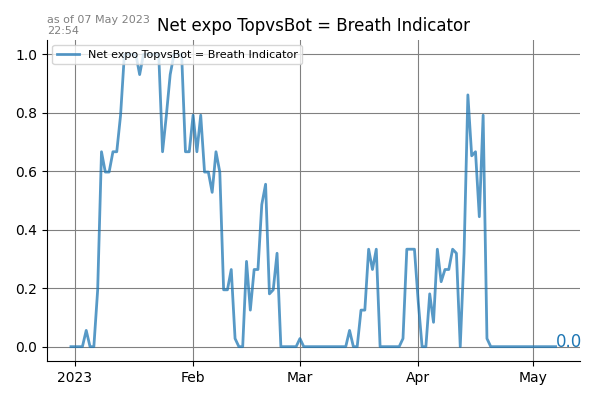 as of 07 May 2023
22:54
Net expo TopvsBot = Breath Indicator
Net expo TopvsBot = Breath Indicator
1.0
0.8
0.6
0.4
0.2
0.0
0.0
2023
Feb
Mar
Apr
May